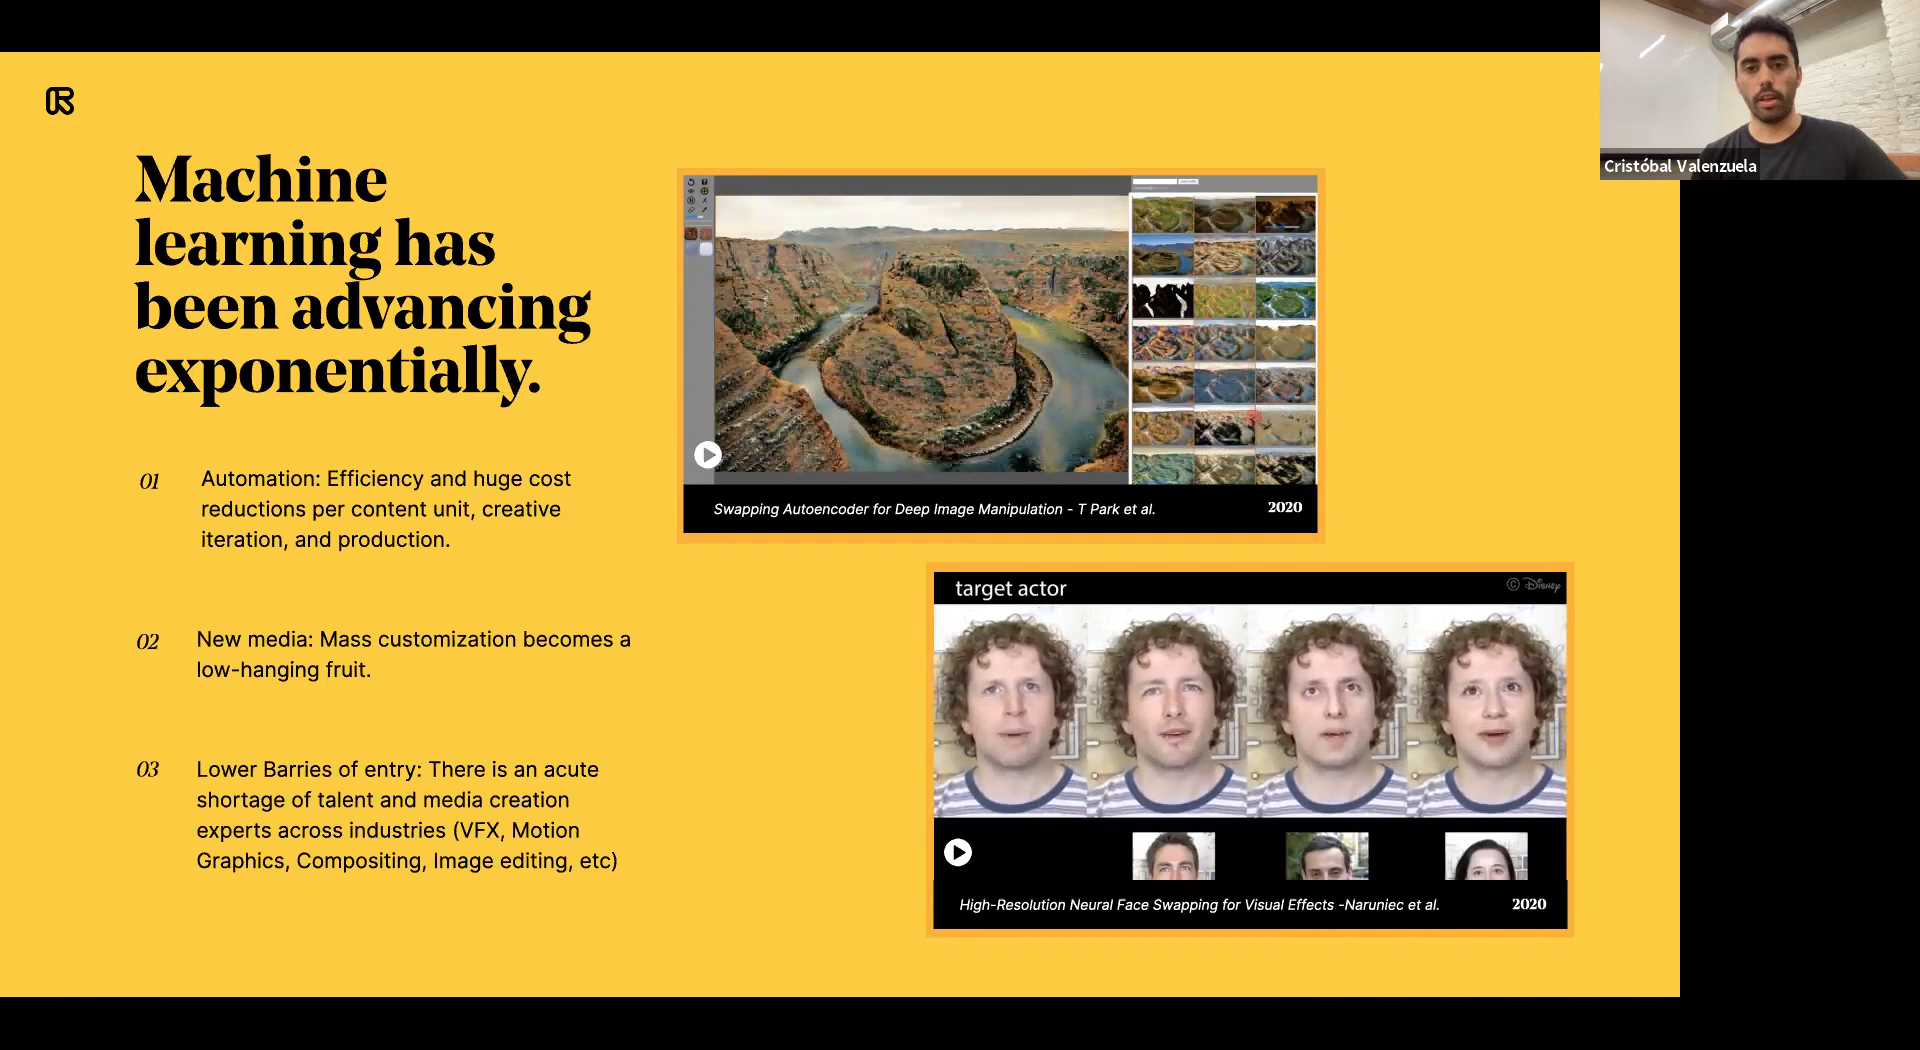 Machine
learning has
been advancing
exponentially.
01
Automation: Efficiency and huge cost
reductions per content unit, creative
iteration, and production.
02
New media: Mass customization becomes a
low-hanging fruit.
03
Lower Barries of entry: There is an acute
shortage of talent and media creation
experts across industries (VFX, Motion
Graphics, Compositing, Image editing, etc)
Swapping Autoencoder for Deep Image Manipulation - T Park et al.
2020
target actor
© Disney
High-Resolution Neural Face Swapping for Visual Effects -Naruniec et al.
2020
Cristóbal Valenzuela